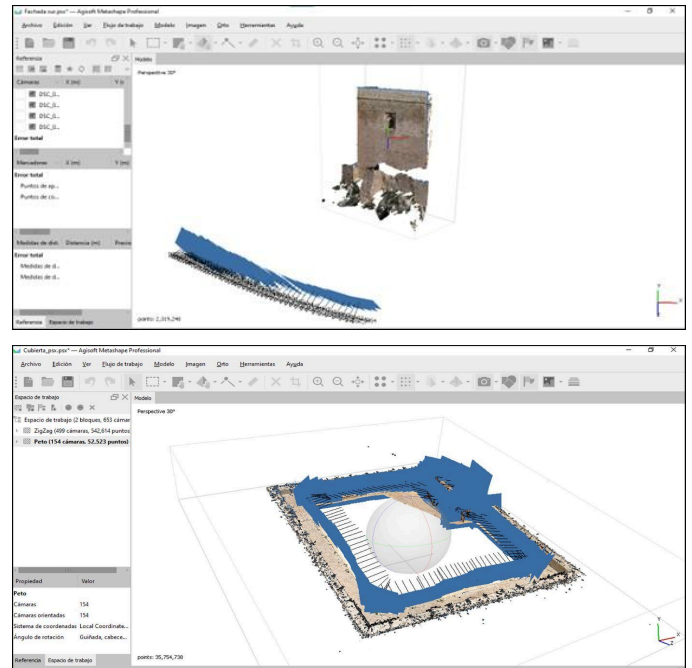 Fachada sur.psx* — Agisoft Metashape Professional
Archivo Edición Ver Flujo de trabajo Modelo Imagen Orto Herramientas Ayuda
Referencia
Modelo
Perspective 30°
Cámaras X (m) Y (
DSC_0...
DSC_0...
DSC_0...
DSC_0...
Error total
Marcadores X (m) Y (m)
Error total
Puntos de ap...
Puntos de co...
Medidas de dist. Distancia (m) Precis
Error total
Medidas de d...
Medidas de d...
Referencia Espacio de trabajo
Y
X
Cubierta_psx.psx* — Agisoft Metashape Professional
Archivo Edición Ver Flujo de trabajo Modelo Imagen Orto Herramientas Ayuda
Espacio de trabajo
Modelo
Perspective 30°
Espacio de trabajo (2 bloques, 653 cámar
ZigZag (499 cámaras, 542,614 puntos
Peto (154 cámaras, 52,523 puntos)
Propiedad Valor
Peto
Cámaras 154
Cámaras orientadas 154
Sistema de coordenadas Local Coordinate...
Ángulo de rotación Guiñada, cabece...
points: 35,754,738
Referencia Espacio de trabajo
Y
X
Z